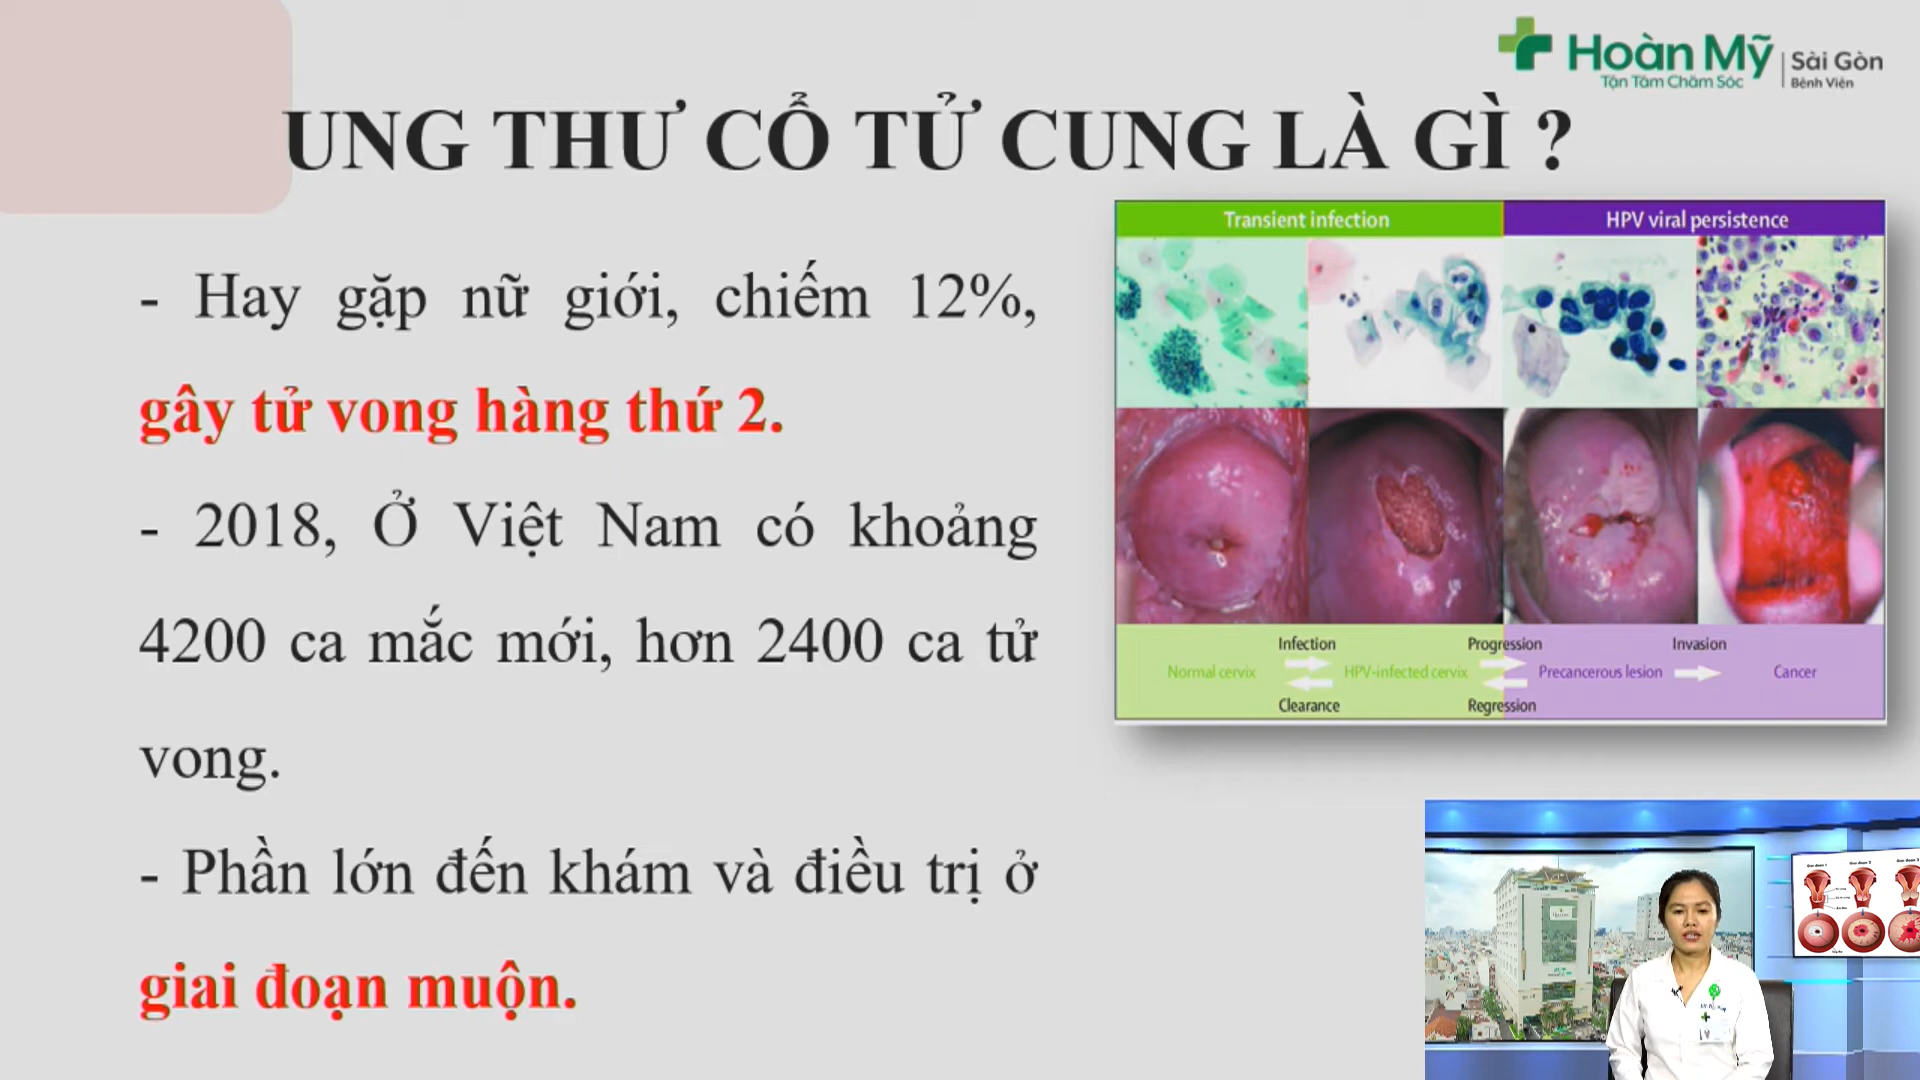 Hoàn Mỹ
Tận Tâm Chăm Sóc
Sài Gòn
Bệnh Viện
UNG THƯ CỔ TỬ CUNG LÀ GÌ ?
- Hay gặp nữ giới, chiếm 12%,
gây tử vong hàng thứ 2.
- 2018, Ở Việt Nam có khoảng
4200 ca mắc mới, hơn 2400 ca tử
vong.
- Phần lớn đến khám và điều trị ở
giai đoạn muộn.
Transient infection
HPV viral persistence
Infection
Progression
Invasion
Normal cervix
HPV-infected cervix
Precancerous lesion
Cancer
Clearance
Regression